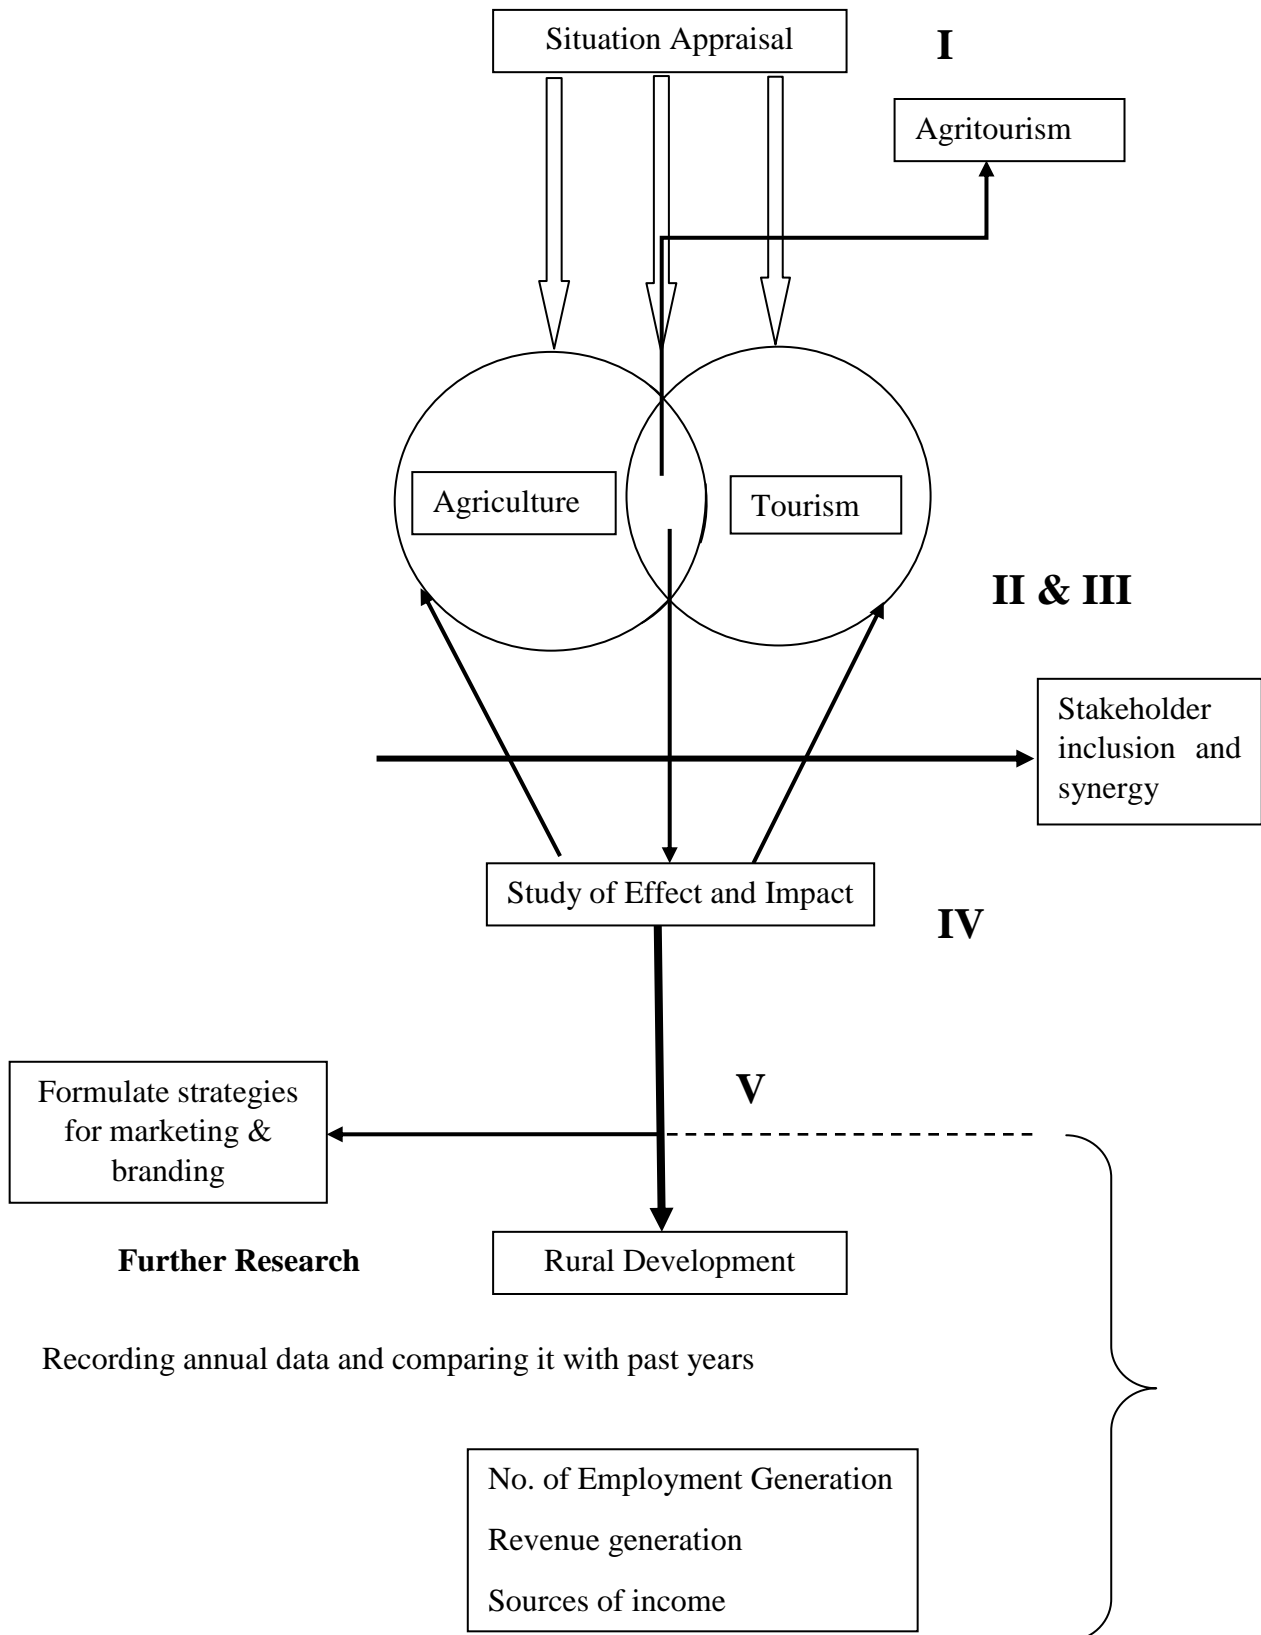 Situation Appraisal
I
Agritourism
Agriculture
Tourism
II & III
Stakeholder
inclusion and
synergy
Study of Effect and Impact
IV
V
Formulate strategies
for marketing &
branding
Further Research
Rural Development
Recording annual data and comparing it with past years
No. of Employment Generation
Revenue generation
Sources of income